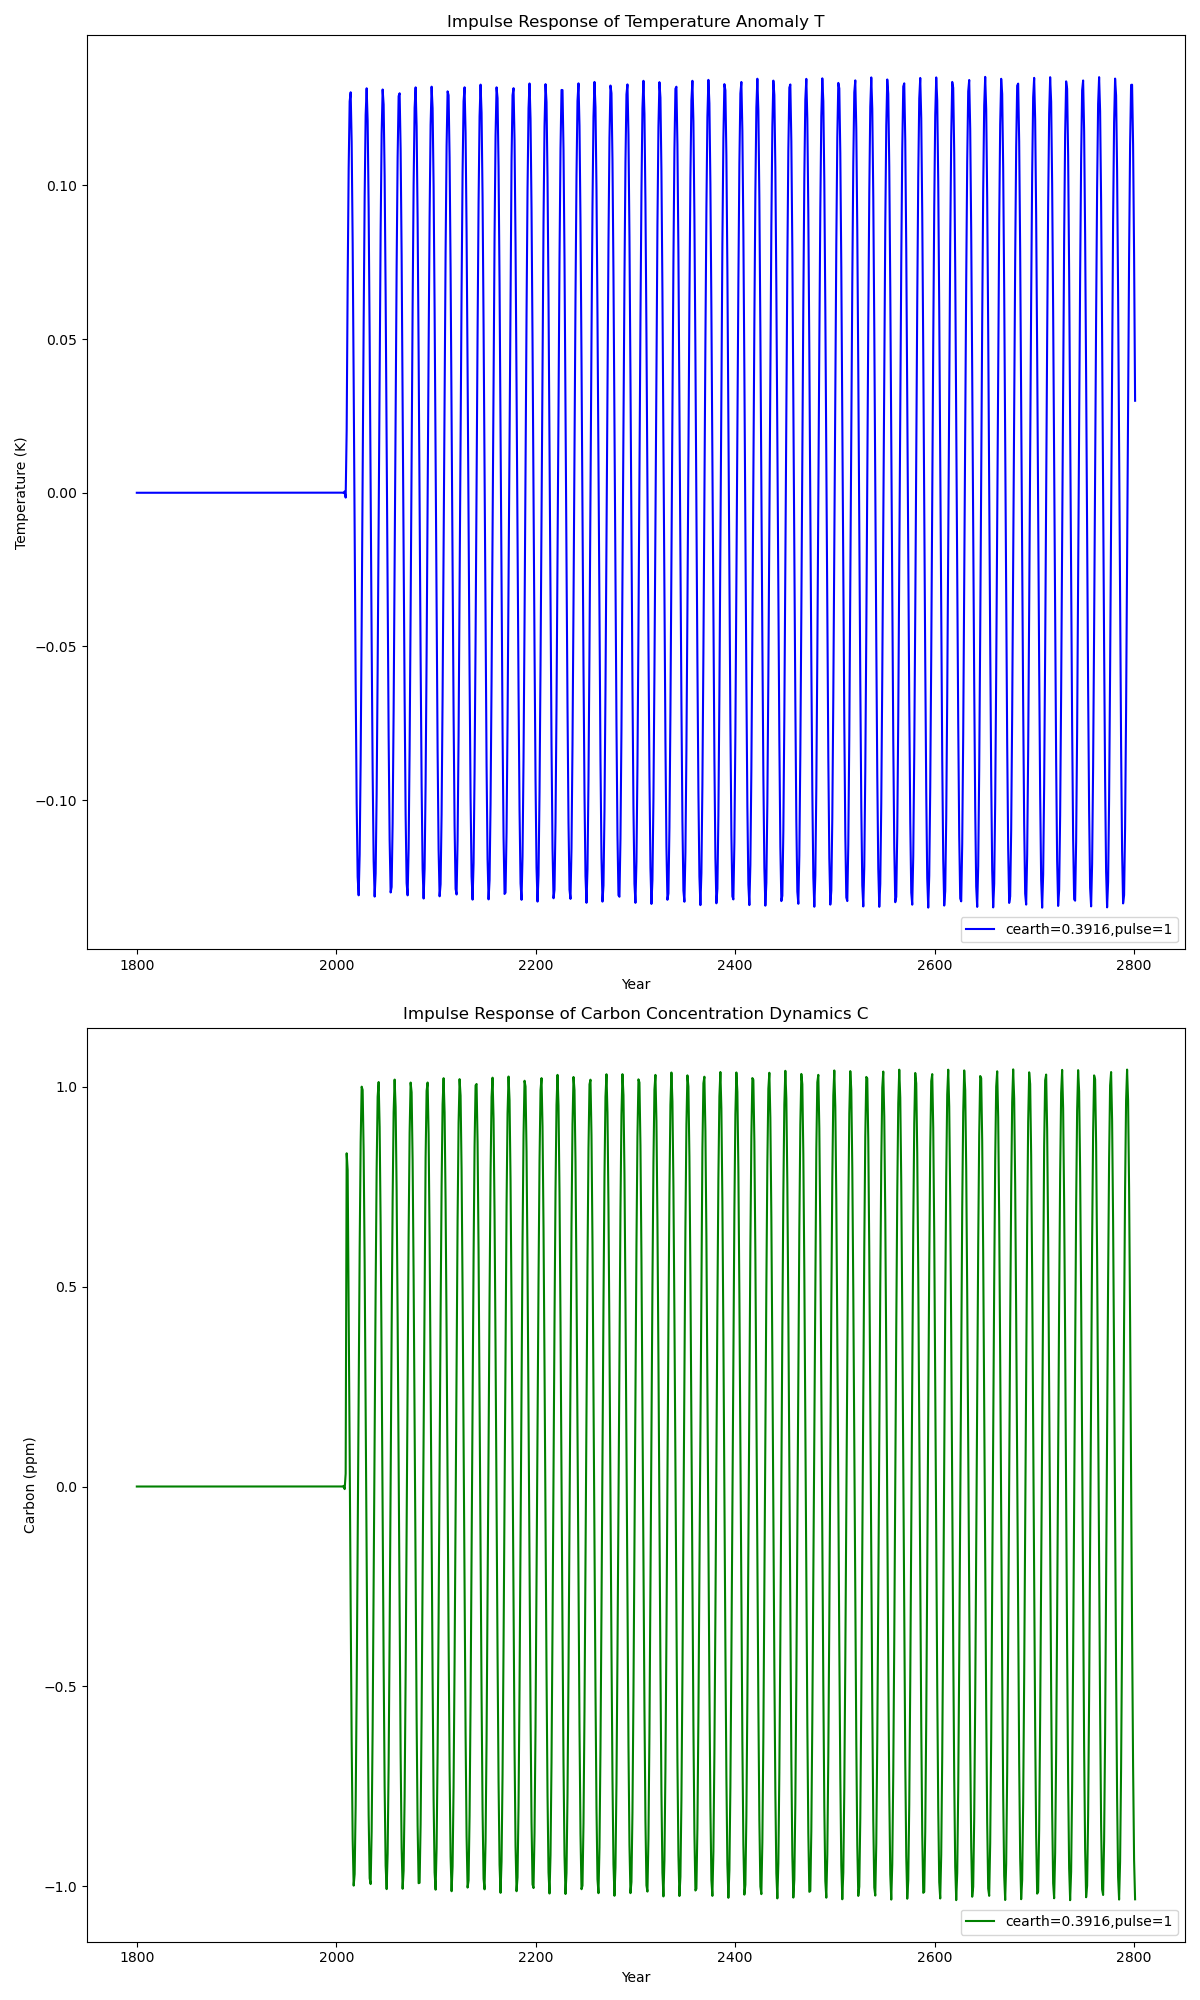 Impulse Response of Temperature Anomaly T
0.10
0.05
0.00
−0.05
−0.10
Temperature (K)
cearth=0.3916,pulse=1
1800 2000 2200 2400 2600 2800
Year
Impulse Response of Carbon Concentration Dynamics C
1.0
0.5
0.0
−0.5
−1.0
Carbon (ppm)
cearth=0.3916,pulse=1
1800 2000 2200 2400 2600 2800
Year